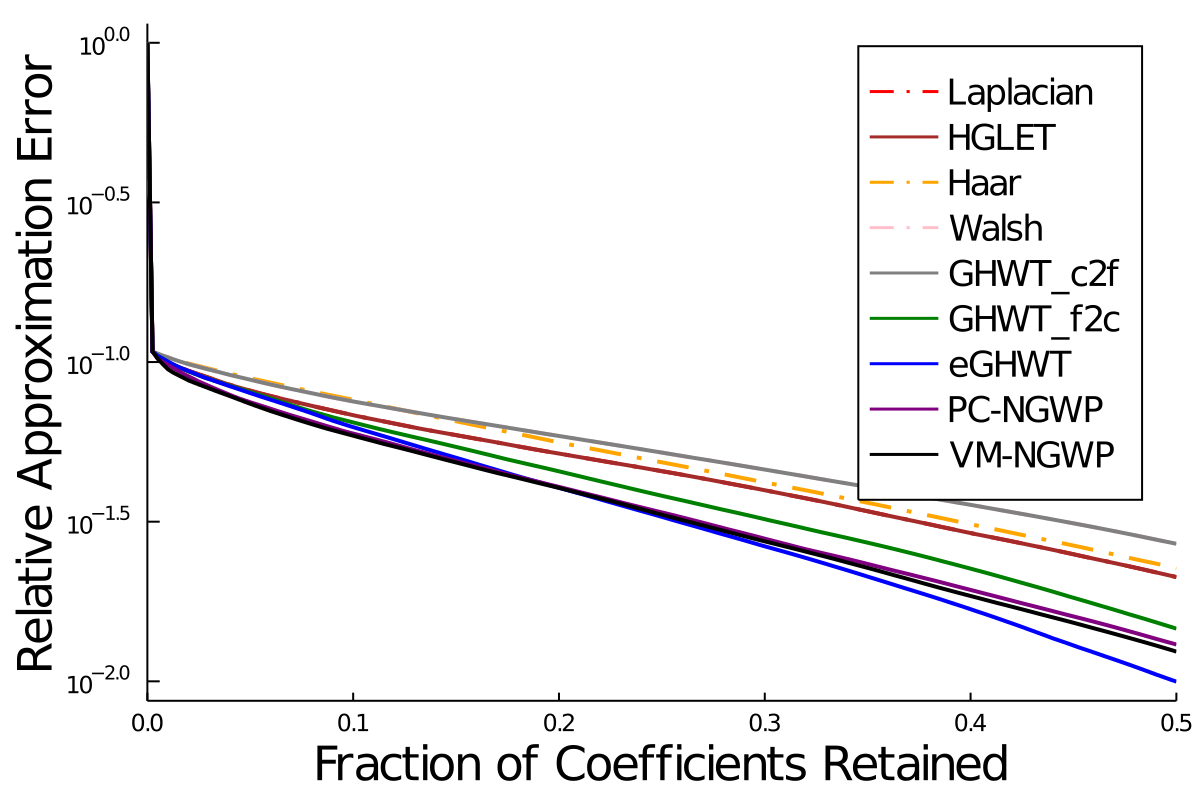 Relative Approximation Error
10^0.0
10^−0.5
10^−1.0
10^−1.5
10^−2.0
Laplacian
HGLET
Haar
Walsh
GHWT_c2f
GHWT_f2c
eGHWT
PC-NGWP
VM-NGWP
0.0 0.1 0.2 0.3 0.4 0.5
Fraction of Coefficients Retained